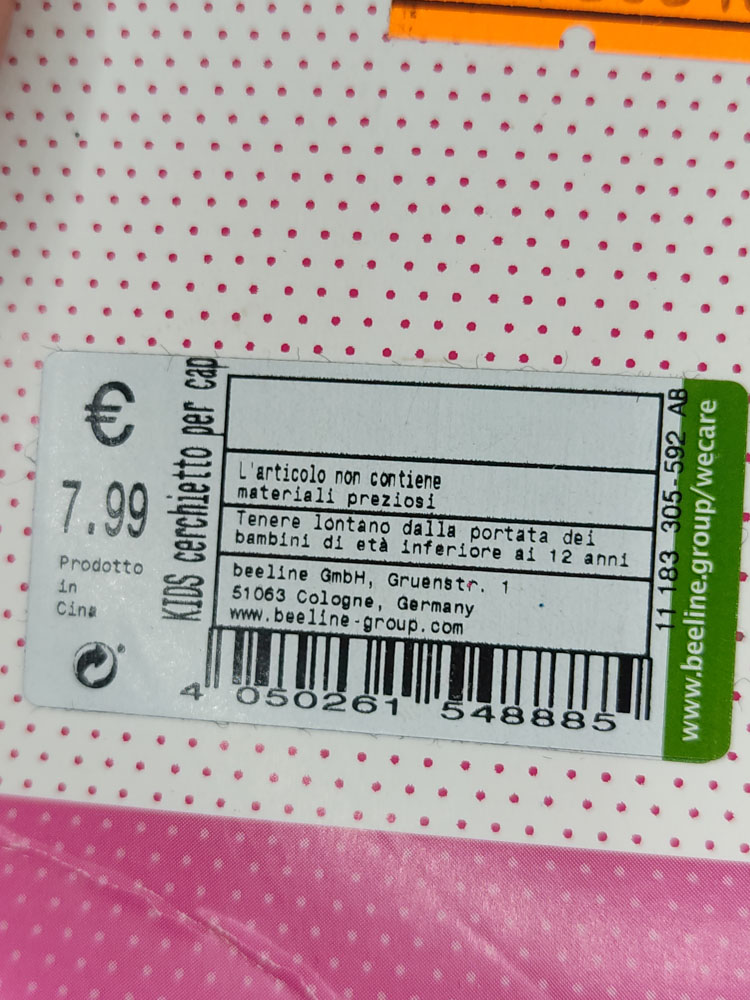 €
7.99
Prodotto
in
Cina
KIDS cerchietto per cap
L'articolo non contiene
materiali preziosi
Tenere lontano dalla portata dei
bambini di età inferiore ai 12 anni
beeline GmbH, Gruenstr. 1
51063 Cologne, Germany
www.beeline-group.com
4 050261 548885
11 183 305-592 AB
www.beeline.group/wecare